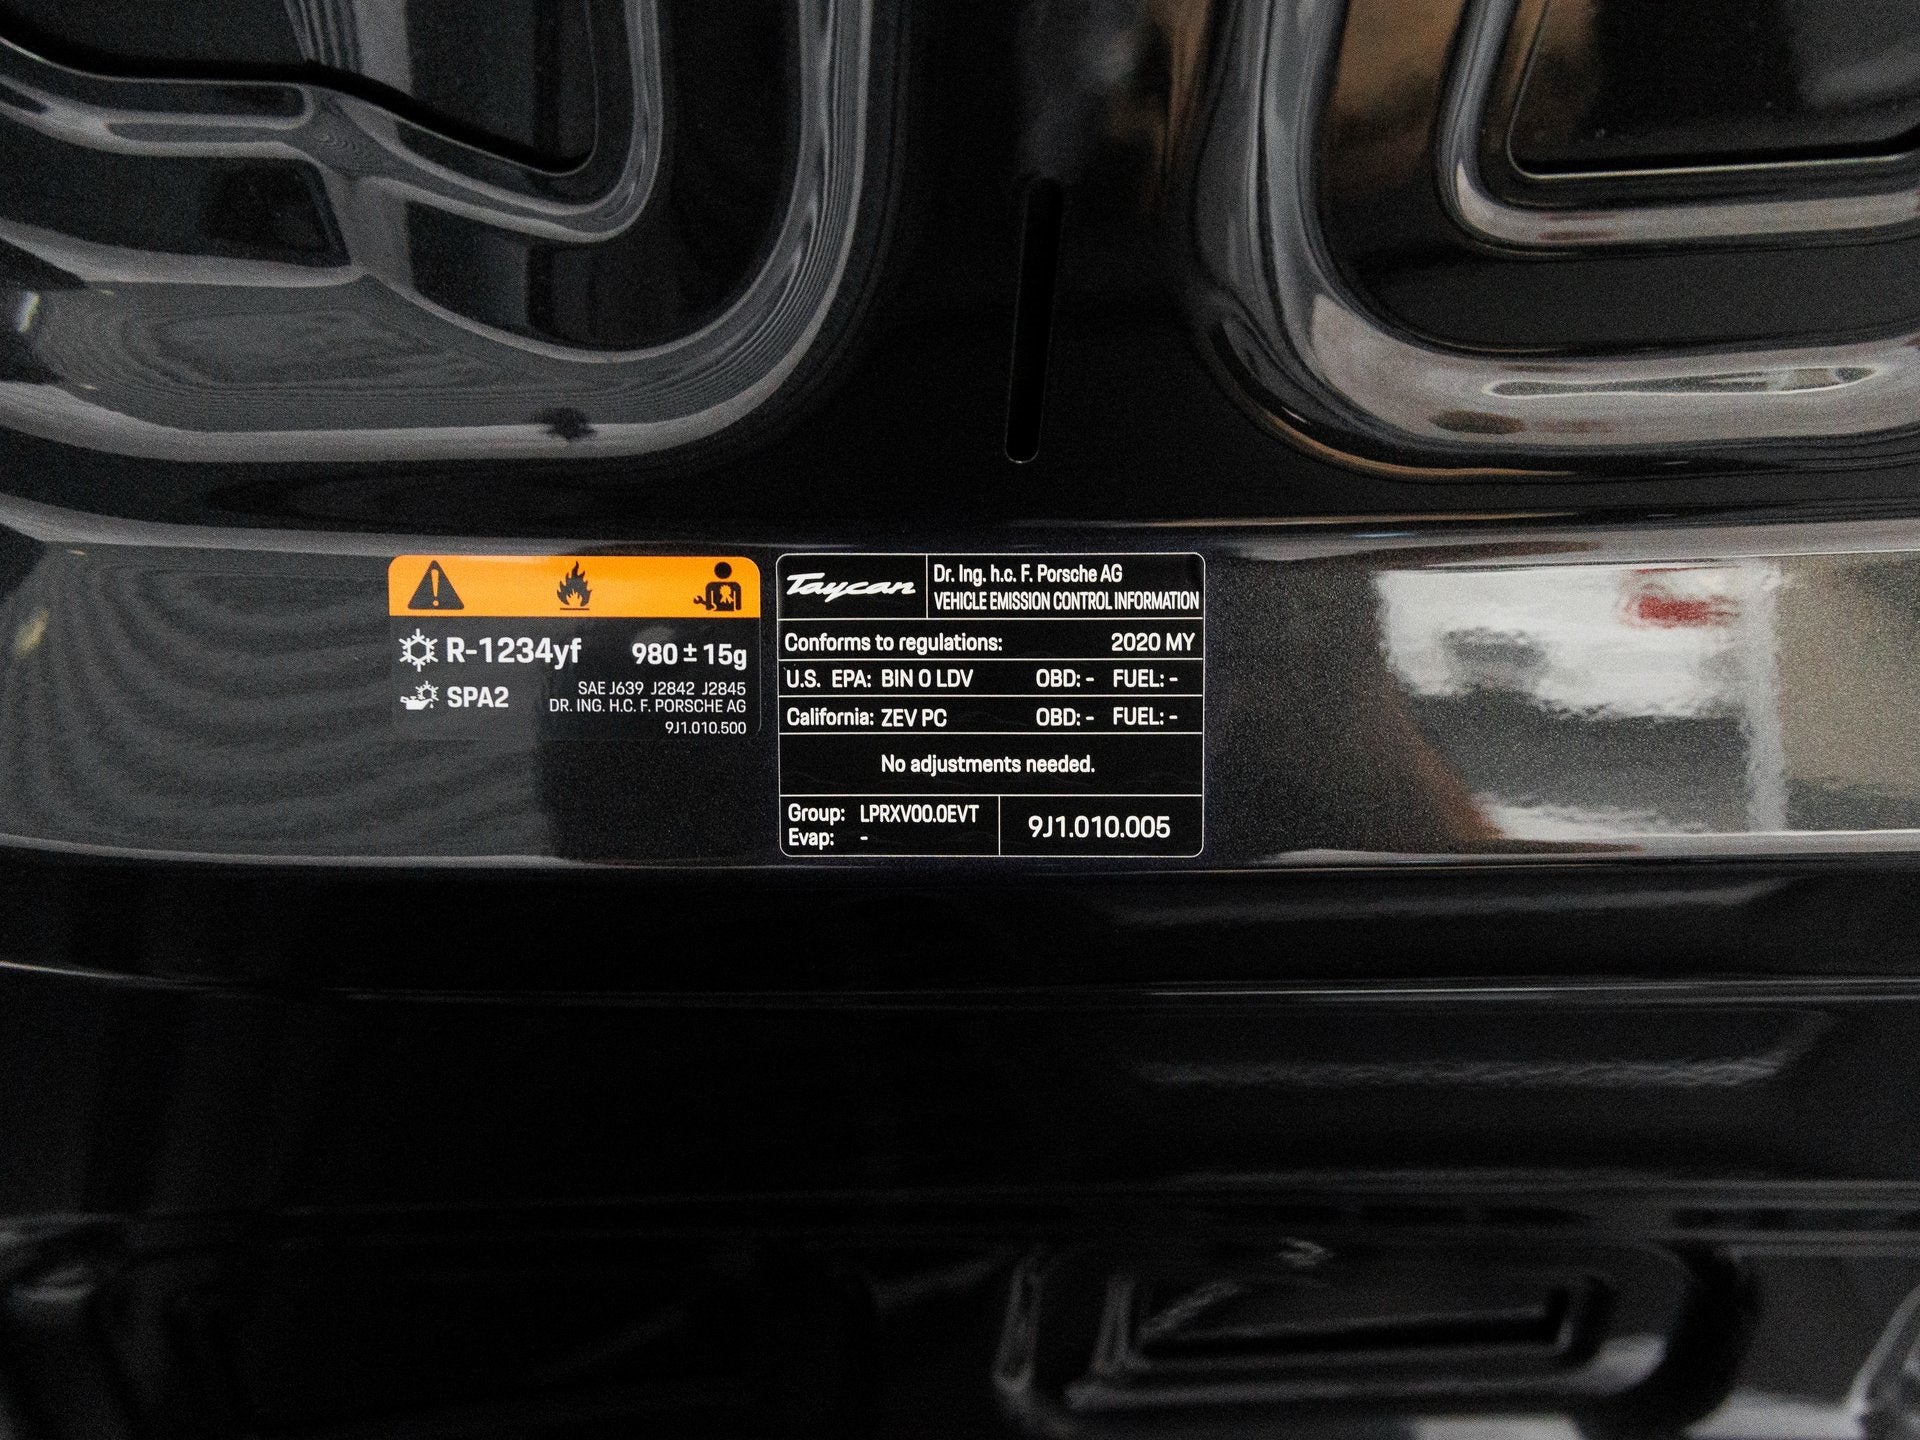 R-1234yf 980 ± 15g
SPA2 SAE J639 J2842 J2845
DR. ING. H.C. F. PORSCHE AG
9J1.010.500
Taycan
Dr. Ing. h.c. F. Porsche AG
VEHICLE EMISSION CONTROL INFORMATION
Conforms to regulations: 2020 MY
U.S. EPA: BIN 0 LDV OBD: - FUEL: -
California: ZEV PC OBD: - FUEL: -
No adjustments needed.
Group: LPRXV00.0EVT
Evap: -
9J1.010.005